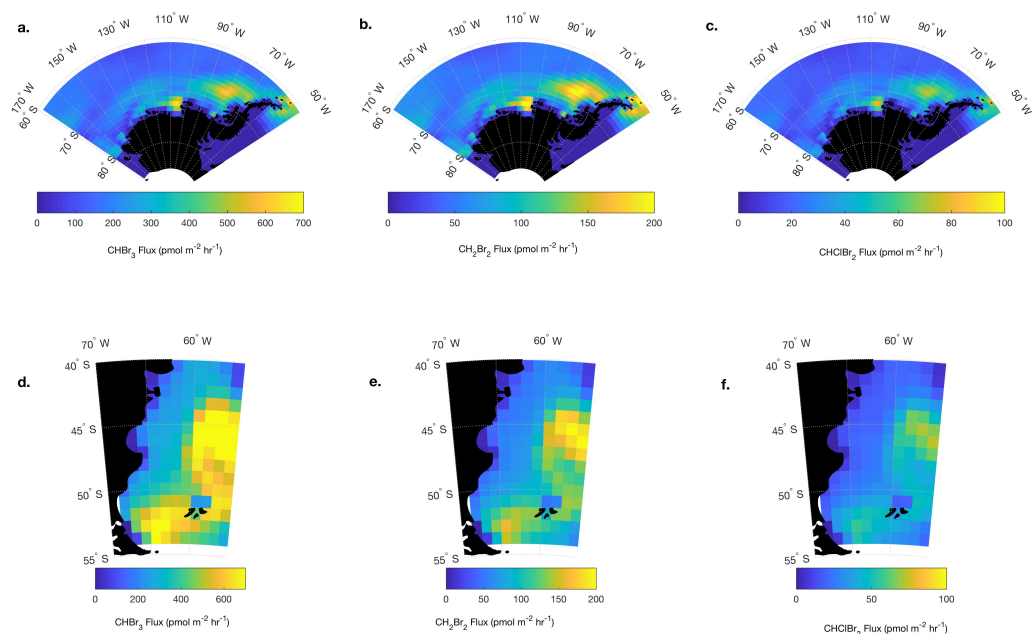 a.
170° W
150° W
130° W
110° W
90° W
70° W
50° W
60° S
70° S
80° S
0 100 200 300 400 500 600 700
CHBr₃ Flux (pmol m⁻² hr⁻¹)
b.
170° W
150° W
130° W
110° W
90° W
70° W
50° W
60° S
70° S
80° S
0 50 100 150 200
CH₂Br₂ Flux (pmol m⁻² hr⁻¹)
c.
170° W
150° W
130° W
110° W
90° W
70° W
50° W
60° S
70° S
80° S
0 20 40 60 80 100
CHClBr₂ Flux (pmol m⁻² hr⁻¹)
d.
70° W 60° W
40° S
45° S
50° S
55° S
0 200 400 600
CHBr₃ Flux (pmol m⁻² hr⁻¹)
e.
70° W 60° W
40° S
45° S
50° S
55° S
0 50 100 150 200
CH₂Br₂ Flux (pmol m⁻² hr⁻¹)
f.
70° W 60° W
40° S
45° S
50° S
55° S
0 50 100
CHClBr₂ Flux (pmol m⁻² hr⁻¹)